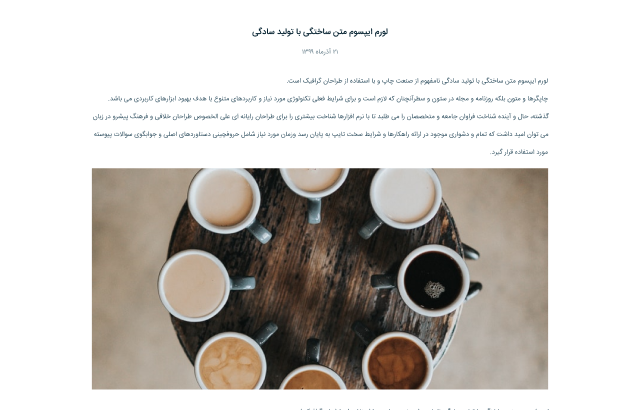 لورم ایپسوم متن ساختگی با تولید سادگی
۲۱ آذرماه ۱۳۹۹
لورم ایپسوم متن ساختگی با تولید سادگی نامفهوم از صنعت چاپ و با استفاده از طراحان گرافیک است.
چاپگرها و متون بلکه روزنامه و مجله در ستون و سطرآنچنان که لازم است و برای شرایط فعلی تکنولوژی مورد نیاز و کاربردهای متنوع با هدف بهبود ابزارهای کاربردی می باشد.
گذشته، حال و آینده شناخت فراوان جامعه و متخصصان را می طلبد تا با نرم افزارها شناخت بیشتری را برای طراحان رایانه ای علی الخصوص طراحان خلاقی و فرهنگ پیشرو در زبان
می توان امید داشت که تمام و دشواری موجود در ارائه راهکارها و شرایط سخت تایپ به پایان رسد وزمان مورد نیاز شامل حروفچینی دستاوردهای اصلی و جوابگوی سوالات پیوسته
مورد استفاده قرار گیرد.